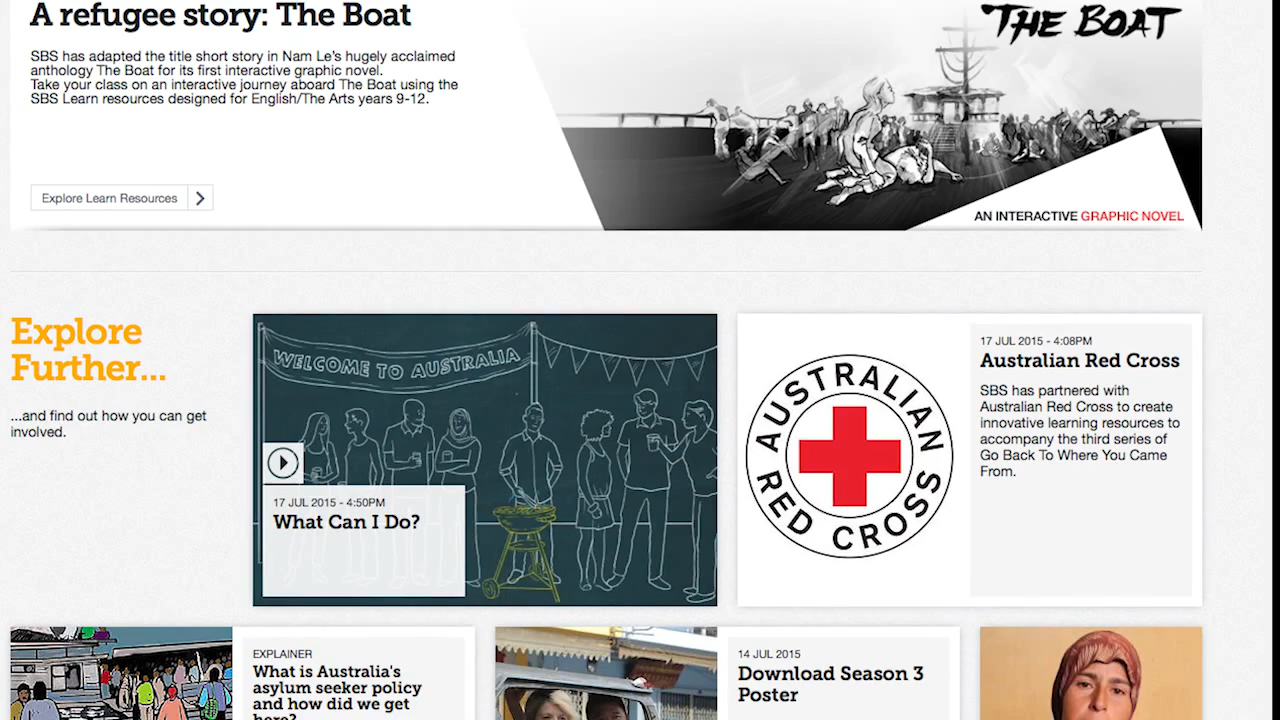 A refugee story: The Boat
SBS has adapted the title short story in Nam Le's hugely acclaimed
anthology The Boat for its first interactive graphic novel.
Take your class on an interactive journey aboard The Boat using the
SBS Learn resources designed for English/The Arts years 9-12.
Explore Learn Resources
THE BOAT
AN INTERACTIVE GRAPHIC NOVEL
Explore
Further...
...and find out how you can get
involved.
WELCOME TO AUSTRALIA
17 JUL 2015 - 4:50PM
What Can I Do?
AUSTRALIAN
RED CROSS
17 JUL 2015 - 4:08PM
Australian Red Cross
SBS has partnered with
Australian Red Cross to create
innovative learning resources to
accompany the third series of
Go Back To Where You Came
From.
EXPLAINER
What is Australia's
asylum seeker policy
and how did we get
here?
14 JUL 2015
Download Season 3
Poster